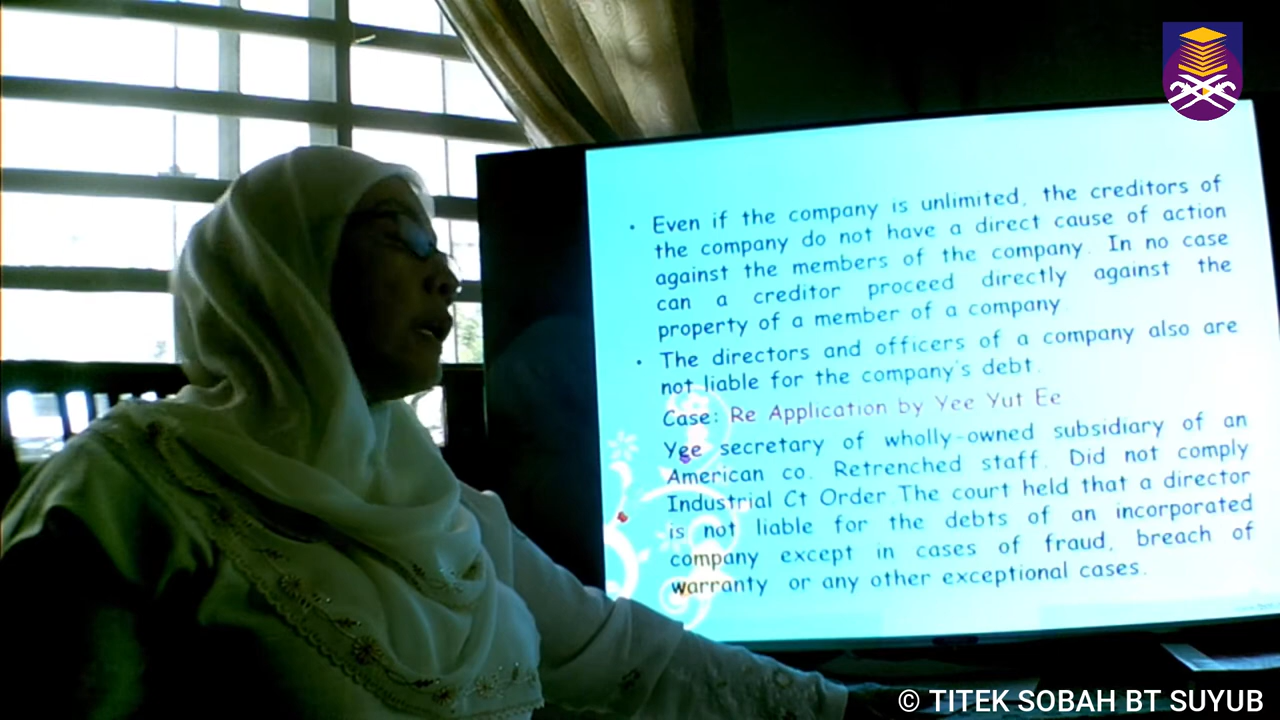 • Even if the company is unlimited, the creditors of
the company do not have a direct cause of action
against the members of the company. In no case
can a creditor proceed directly against the
property of a member of a company
• The directors and officers of a company also are
not liable for the company's debt.
Case: Re Application by Yee Yut Ee
Yee secretary of wholly-owned subsidiary of an
American co. Retrenched staff. Did not comply
Industrial Ct Order The court held that a director
is not liable for the debts of an incorporated
company except in cases of fraud, breach of
warranty or any other exceptional cases.
© TITEK SOBAH BT SUYUB